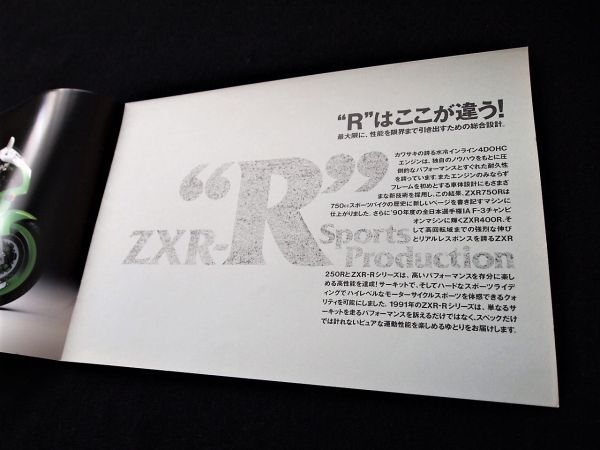 “R”はここが違う!
最大限に、性能を限界まで引き出すための総合設計。
“R”
ZXR-
Sports
Production
カワサキの誇る水冷インライン4DOHC
エンジンは、独自のノウハウをもとに圧
倒的なパフォーマンスとすぐれた耐久性
を誇っています。またエンジンのみならず
フレームを初めとする車体設計にもさまざ
まな新技術を採用し、この結果、ZXR750Rは
750ccスポーツバイクの歴史に新しいページを書き記すマシンに
仕上がりました。さらに'90年度の全日本選手権IA F-3チャンピ
オンマシンに輝くZXR400R、そ
して高回転域までの強烈な伸び
とリアルレスポンスを誇るZXR
250RとZXR-Rシリーズは、高いパフォーマンスを存分に楽し
める高性能を達成!サーキットで、そしてハードなスポーツライディ
ングでハイレベルなモーターサイクルスポーツを体感できるクォ
リティを可能にしました。1991年のZXR-Rシリーズは、単なるサ
ーキットを走るパフォーマンスを訴えるだけではなく、スペックだけ
では計れないピュアな運動性能を楽しめるゆとりをお届けします。